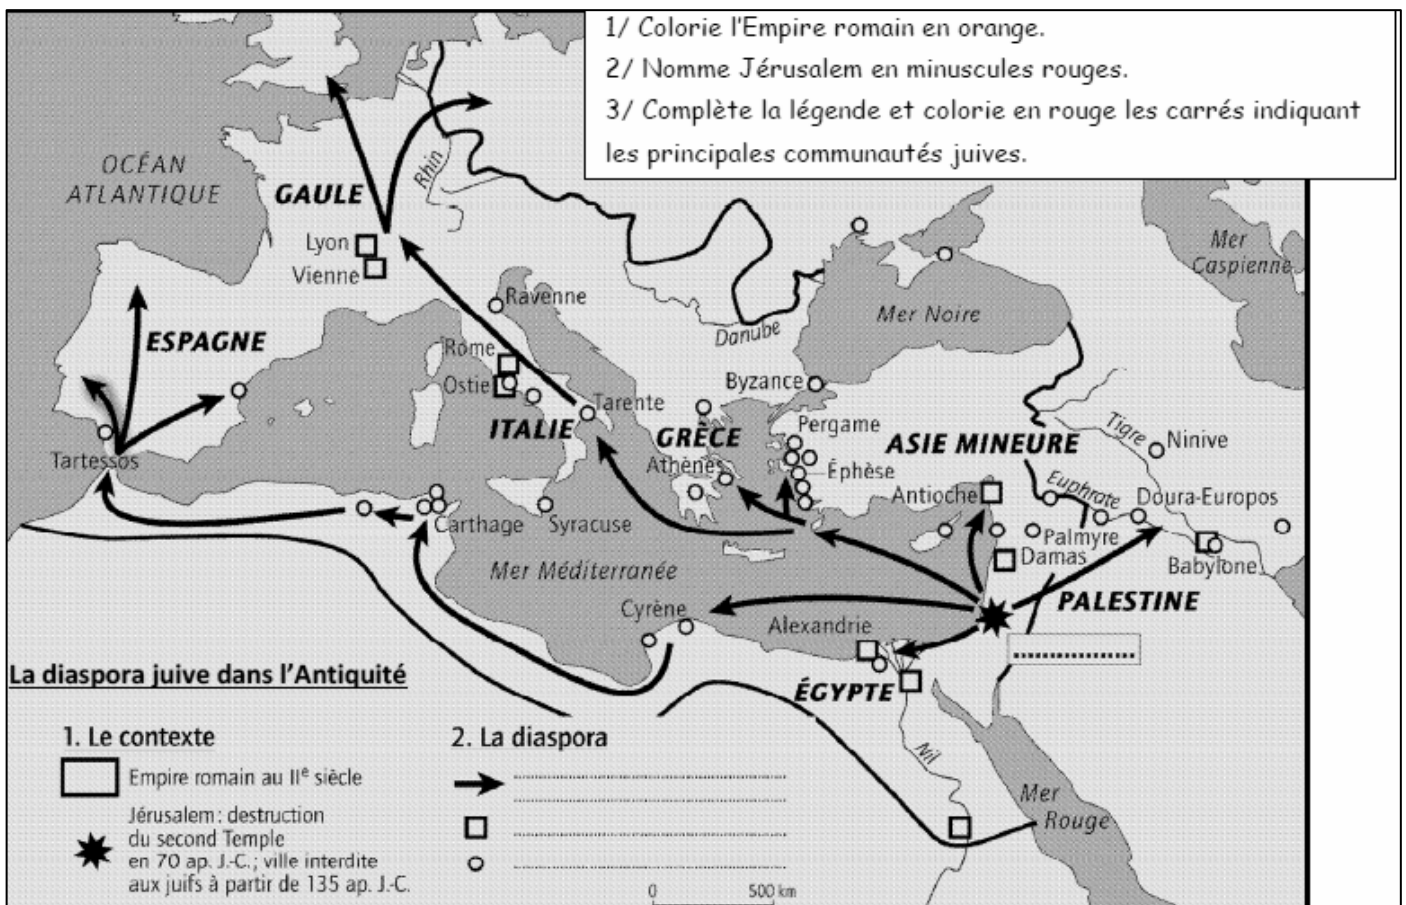 1/ Colorie l'Empire romain en orange.
2/ Nomme Jérusalem en minuscules rouges.
3/ Complète la légende et colorie en rouge les carrés indiquant
les principales communautés juives.
OCÉAN
ATLANTIQUE
GAULE
Rhin
Lyon
Vienne
Mer
Caspienne
Ravenne
Danube
Mer Noire
ESPAGNE
Rome
Ostie
Byzance
Tarente
ITALIE
GRÈCE
Pergame
ASIE MINEURE
Tigre
Ninive
Tartessos
Athènes
Éphèse
Antioche
Euphrate
Doura-Europos
Carthage
Syracuse
Palmyre
Damas
Babylone
Mer Méditerranée
PALESTINE
Cyrène
Alexandrie
................
ÉGYPTE
Nil
Mer
Rouge
La diaspora juive dans l'Antiquité
1. Le contexte
Empire romain au IIe siècle
Jérusalem : destruction
du second Temple
en 70 ap. J.-C. ; ville interdite
aux juifs à partir de 135 ap. J.-C.
2. La diaspora
0 500 km